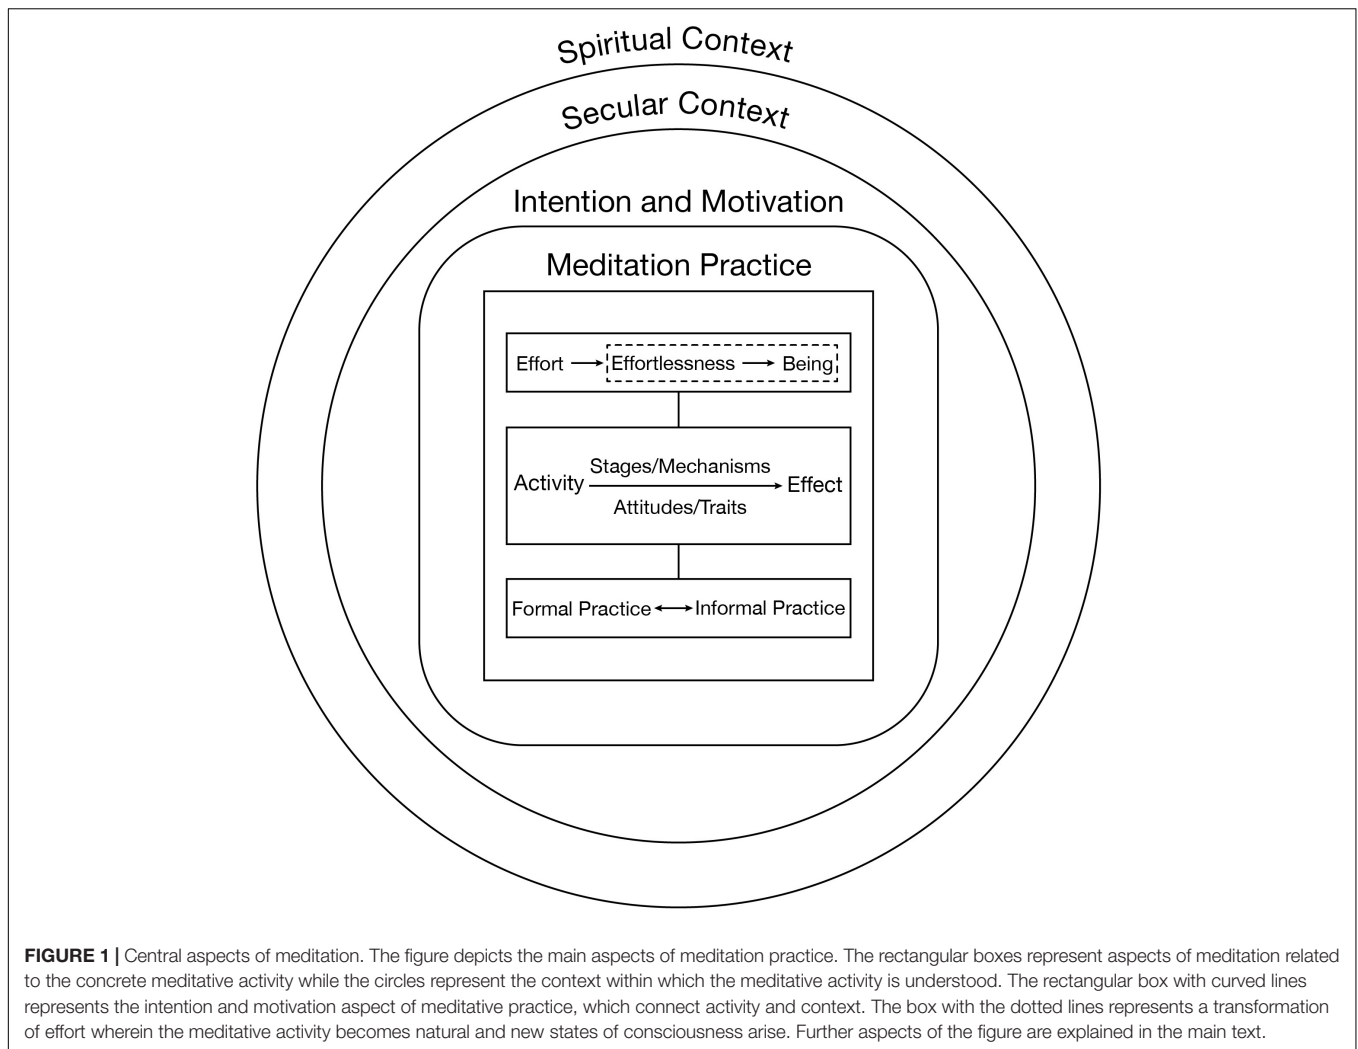 Spiritual Context
Secular Context
Intention and Motivation
Meditation Practice
Effort Effortlessness Being
Stages/Mechanisms
Activity Effect
Attitudes/Traits
Formal Practice Informal Practice
FIGURE 1 | Central aspects of meditation. The figure depicts the main aspects of meditation practice. The rectangular boxes represent aspects of meditation related
to the concrete meditative activity while the circles represent the context within which the meditative activity is understood. The rectangular box with curved lines
represents the intention and motivation aspect of meditative practice, which connect activity and context. The box with the dotted lines represents a transformation
of effort wherein the meditative activity becomes natural and new states of consciousness arise. Further aspects of the figure are explained in the main text.